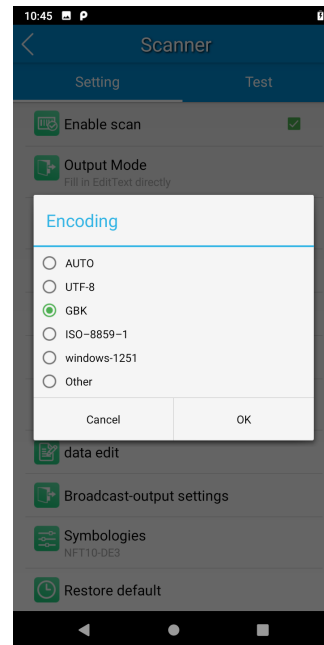 10:45
Scanner
Setting Test
Enable scan
Output Mode
Fill in EditText directly
Encoding
AUTO
UTF-8
GBK
ISO-8859-1
windows-1251
Other
Cancel OK
data edit
Broadcast-output settings
Symbologies
NFT10-DE3
Restore default